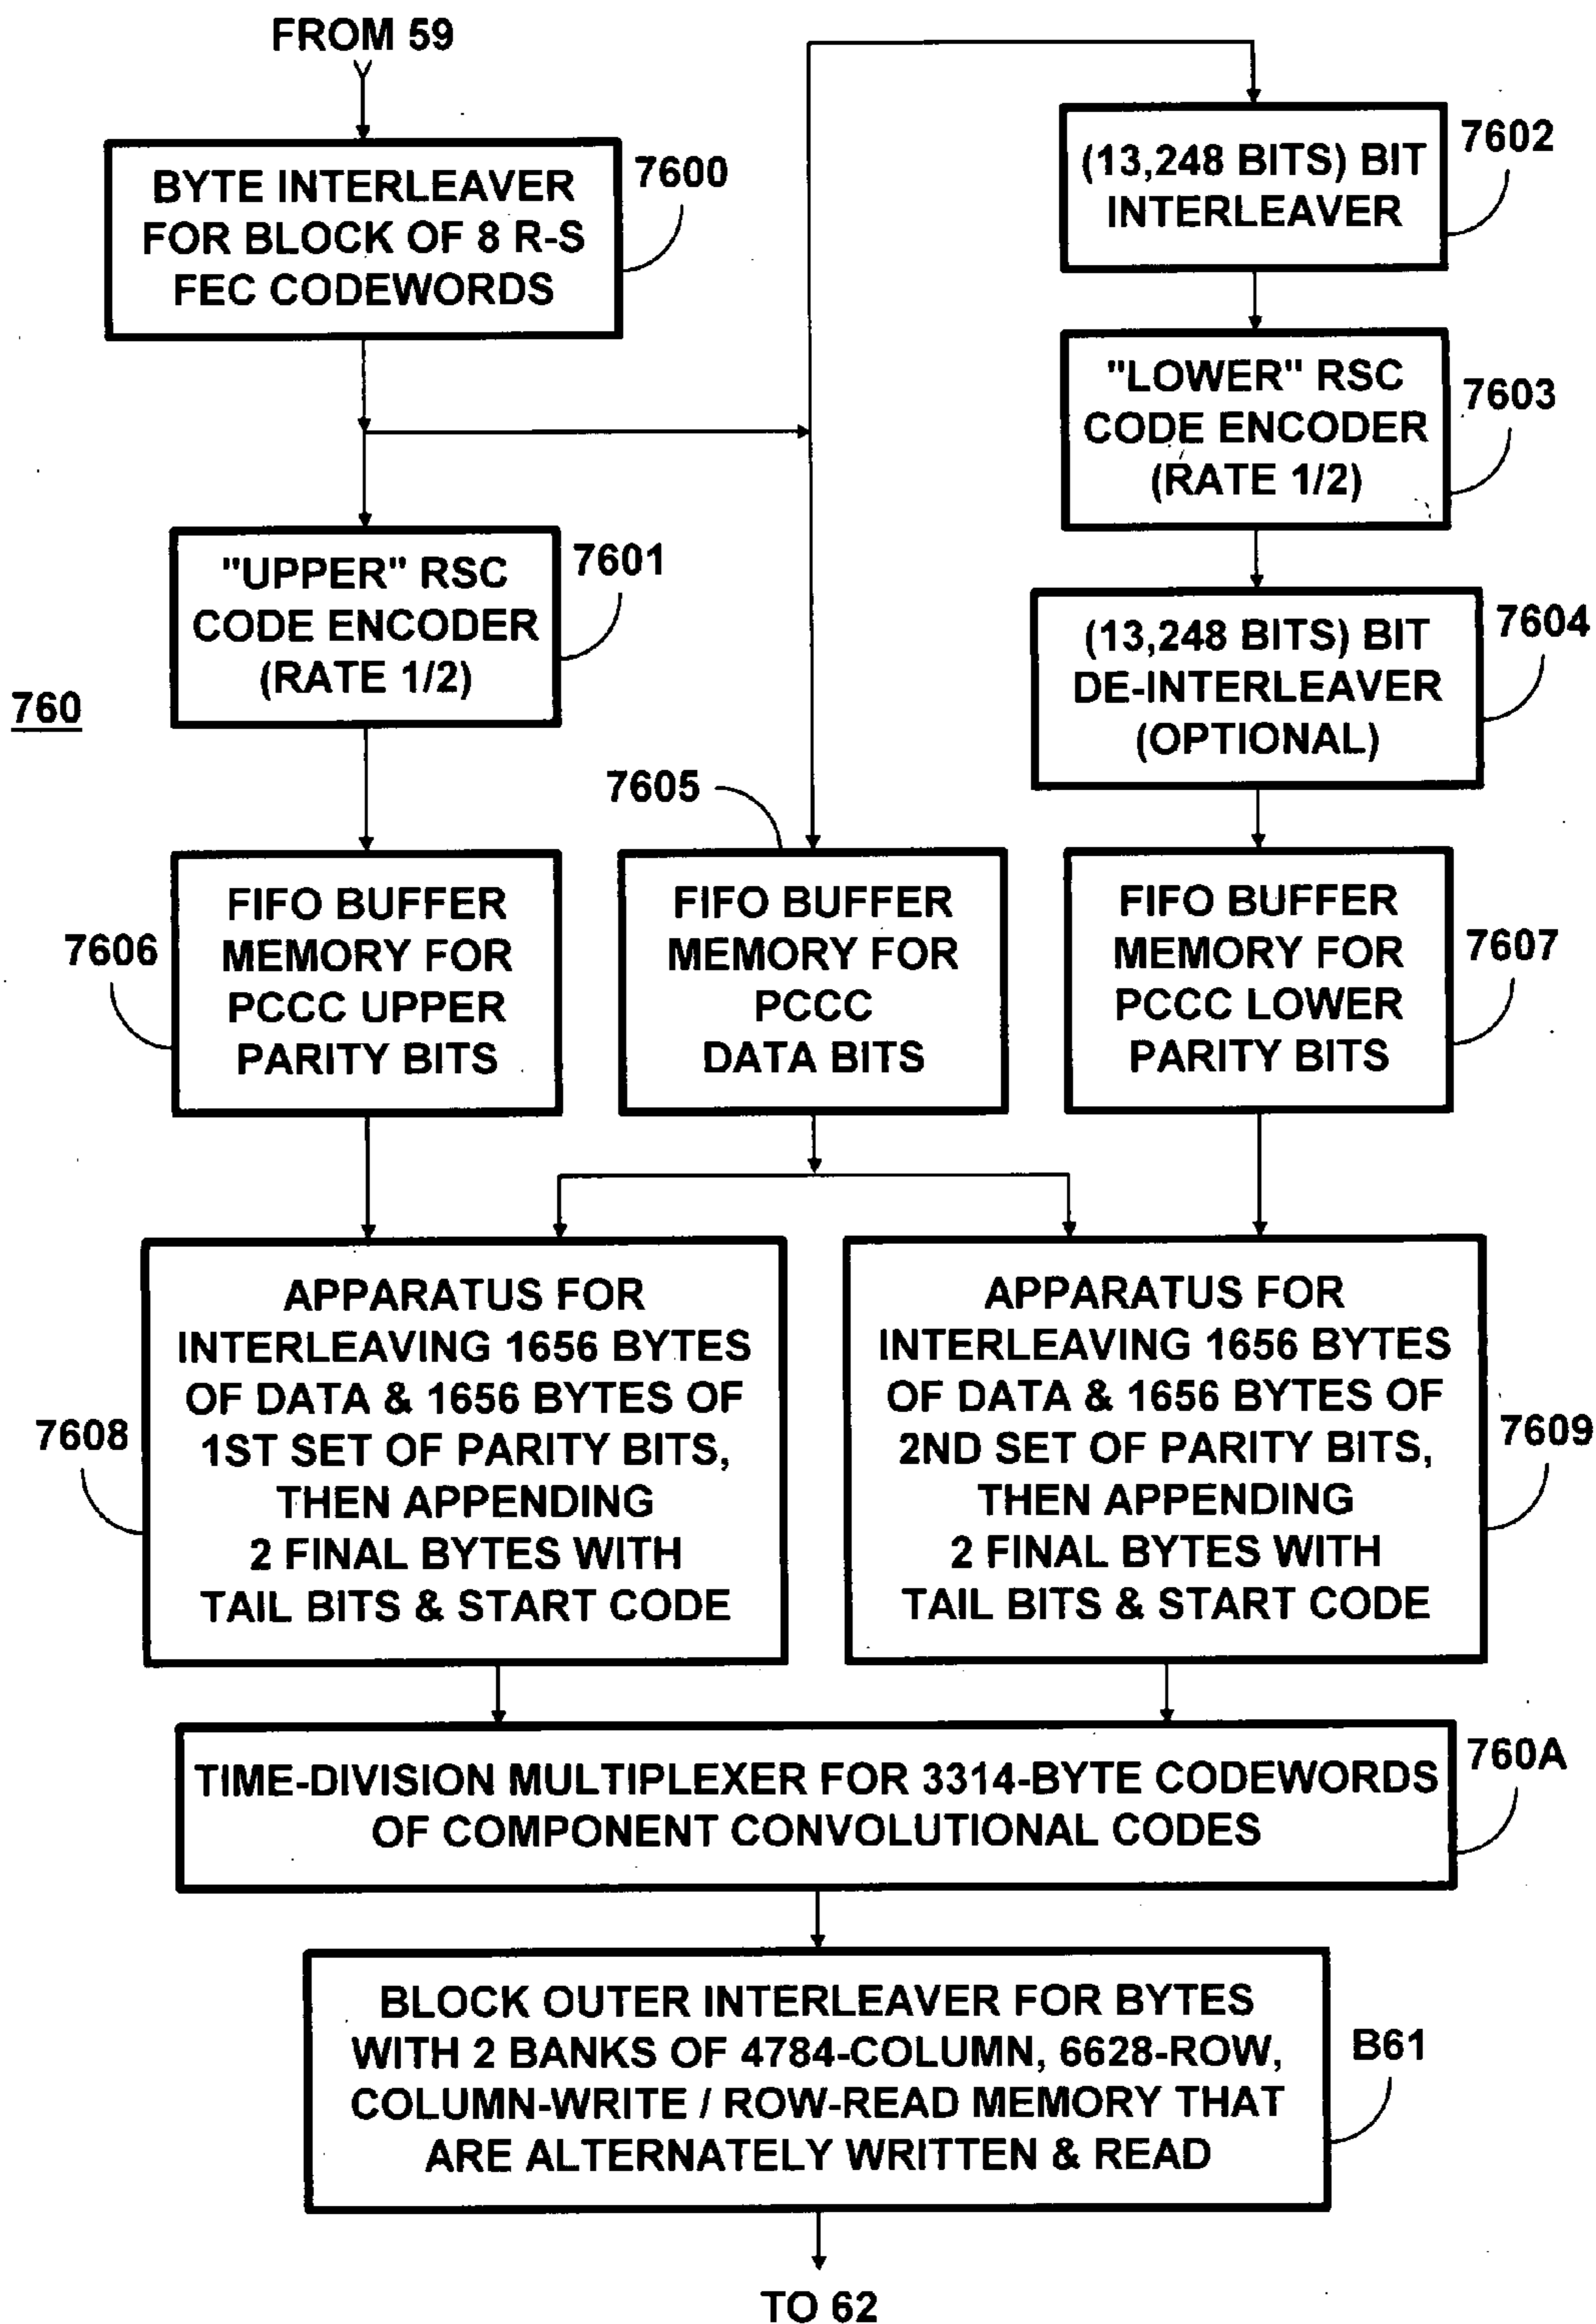 FROM 59
BYTE INTERLEAVER
FOR BLOCK OF 8 R-S
FEC CODEWORDS
7600
(13,248 BITS) BIT
INTERLEAVER
7602
"LOWER" RSC
CODE ENCODER
(RATE 1/2)
7603
"UPPER" RSC
CODE ENCODER
(RATE 1/2)
7601
(13,248 BITS) BIT
DE-INTERLEAVER
(OPTIONAL)
7604
760
7605
7606
FIFO BUFFER
MEMORY FOR
PCCC UPPER
PARITY BITS
FIFO BUFFER
MEMORY FOR
PCCC
DATA BITS
FIFO BUFFER
MEMORY FOR
PCCC LOWER
PARITY BITS
7607
7608
APPARATUS FOR
INTERLEAVING 1656 BYTES
OF DATA & 1656 BYTES OF
1ST SET OF PARITY BITS,
THEN APPENDING
2 FINAL BYTES WITH
TAIL BITS & START CODE
APPARATUS FOR
INTERLEAVING 1656 BYTES
OF DATA & 1656 BYTES OF
2ND SET OF PARITY BITS,
THEN APPENDING
2 FINAL BYTES WITH
TAIL BITS & START CODE
7609
TIME-DIVISION MULTIPLEXER FOR 3314-BYTE CODEWORDS
OF COMPONENT CONVOLUTIONAL CODES
760A
BLOCK OUTER INTERLEAVER FOR BYTES
WITH 2 BANKS OF 4784-COLUMN, 6628-ROW,
COLUMN-WRITE / ROW-READ MEMORY THAT
ARE ALTERNATELY WRITTEN & READ
B61
TO 62